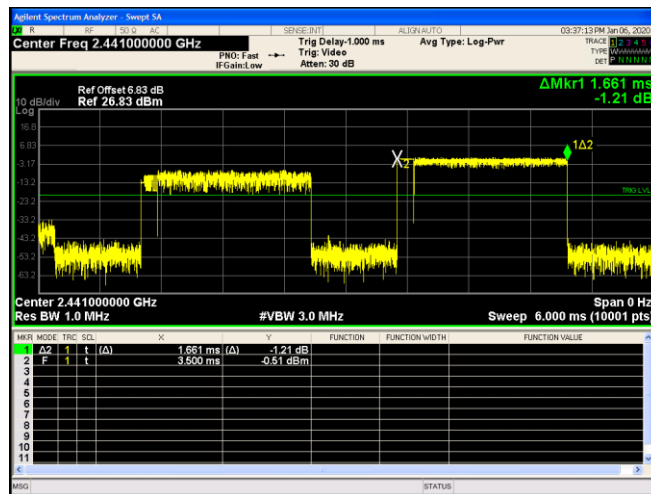 Agilent Spectrum Analyzer - Swept SA
R RF 50 Ω AC SENSE:INT ALIGN AUTO 03:37:13 PM Jan 06, 2020
Center Freq 2.441000000 GHz
PNO: Fast
IFGain:Low
Trig Delay-1.000 ms
Trig: Video
Atten: 30 dB
Avg Type: Log-Pwr
TRACE 1 2 3 4 5
TYPE
DET P N N N N
ΔMkr1 1.661 ms
-1.21 dB
Ref Offset 6.83 dB
Ref 26.83 dBm
10 dB/div
Log
16.8
6.83
-3.17
-13.2
-23.2
-33.2
-43.2
-53.2
-63.2
X2
1Δ2
TRIG LVL
Center 2.441000000 GHz Span 0 Hz
Res BW 1.0 MHz #VBW 3.0 MHz Sweep 6.000 ms (10001 pts)
MKR MODE TRC SCL X Y FUNCTION FUNCTION WIDTH FUNCTION VALUE
1 Δ2 1 t (Δ) 1.661 ms (Δ) -1.21 dB
2 F 1 t 3.500 ms -0.51 dBm
3
4
5
6
7
8
9
10
11
MSG STATUS